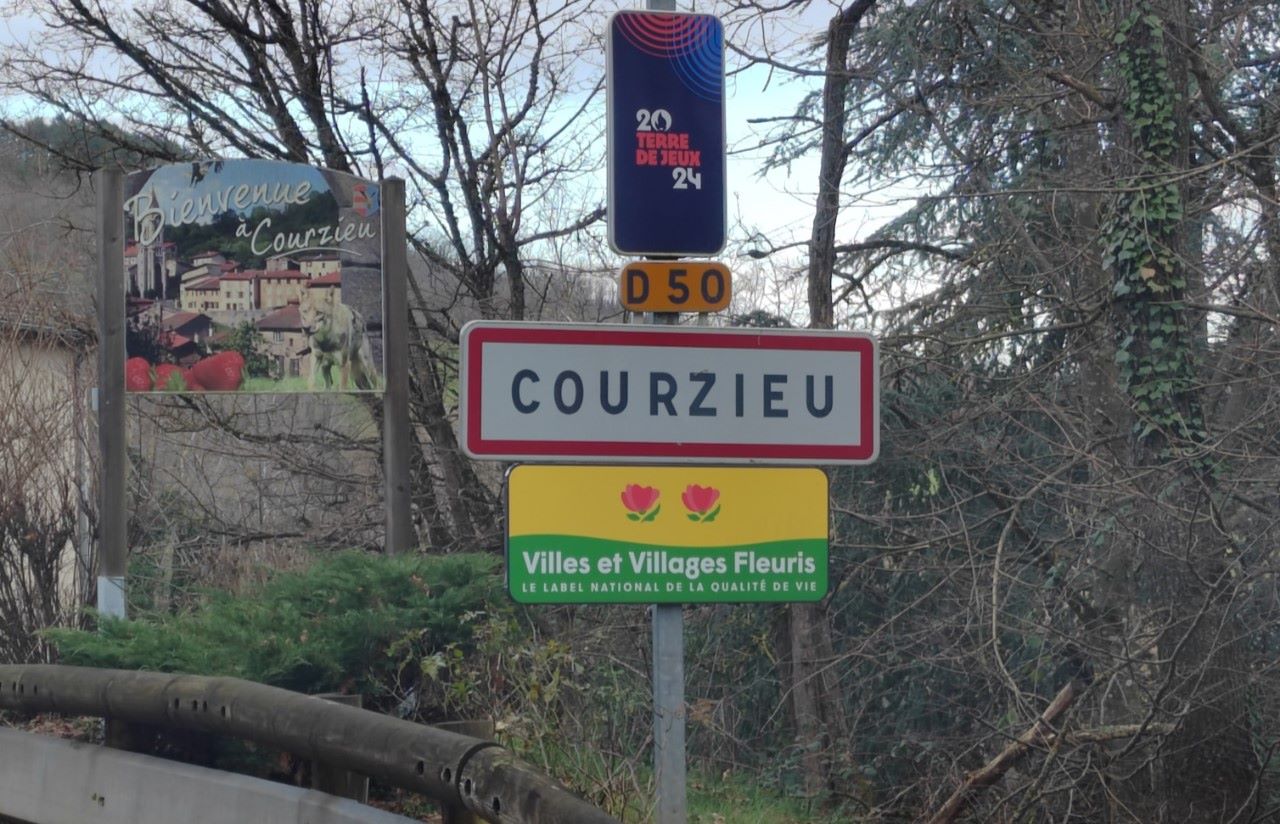 Bienvenue
à Courzieu
20
TERRE
DE JEUX
24
D 50
COURZIEU
Villes et Villages Fleuris
LE LABEL NATIONAL DE LA QUALITÉ DE VIE